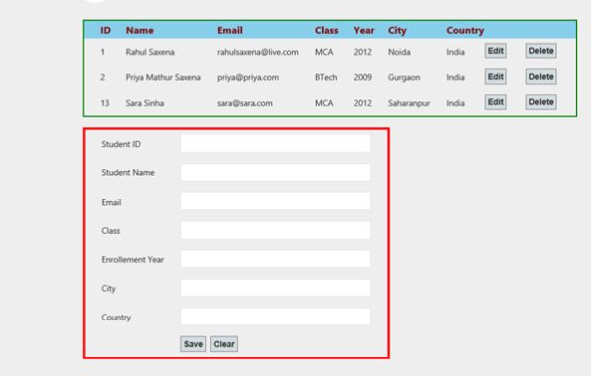 ID Name Email Class Year City Country
1 Rahul Saxena rahulsaxena@live.com MCA 2012 Noida India Edit Delete
2 Priya Mathur Saxena priya@priya.com BTech 2009 Gurgaon India Edit Delete
13 Sara Sinha sara@sara.com MCA 2012 Saharanpur India Edit Delete
Student ID
Student Name
Email
Class
Enrollement Year
City
Country
Save Clear